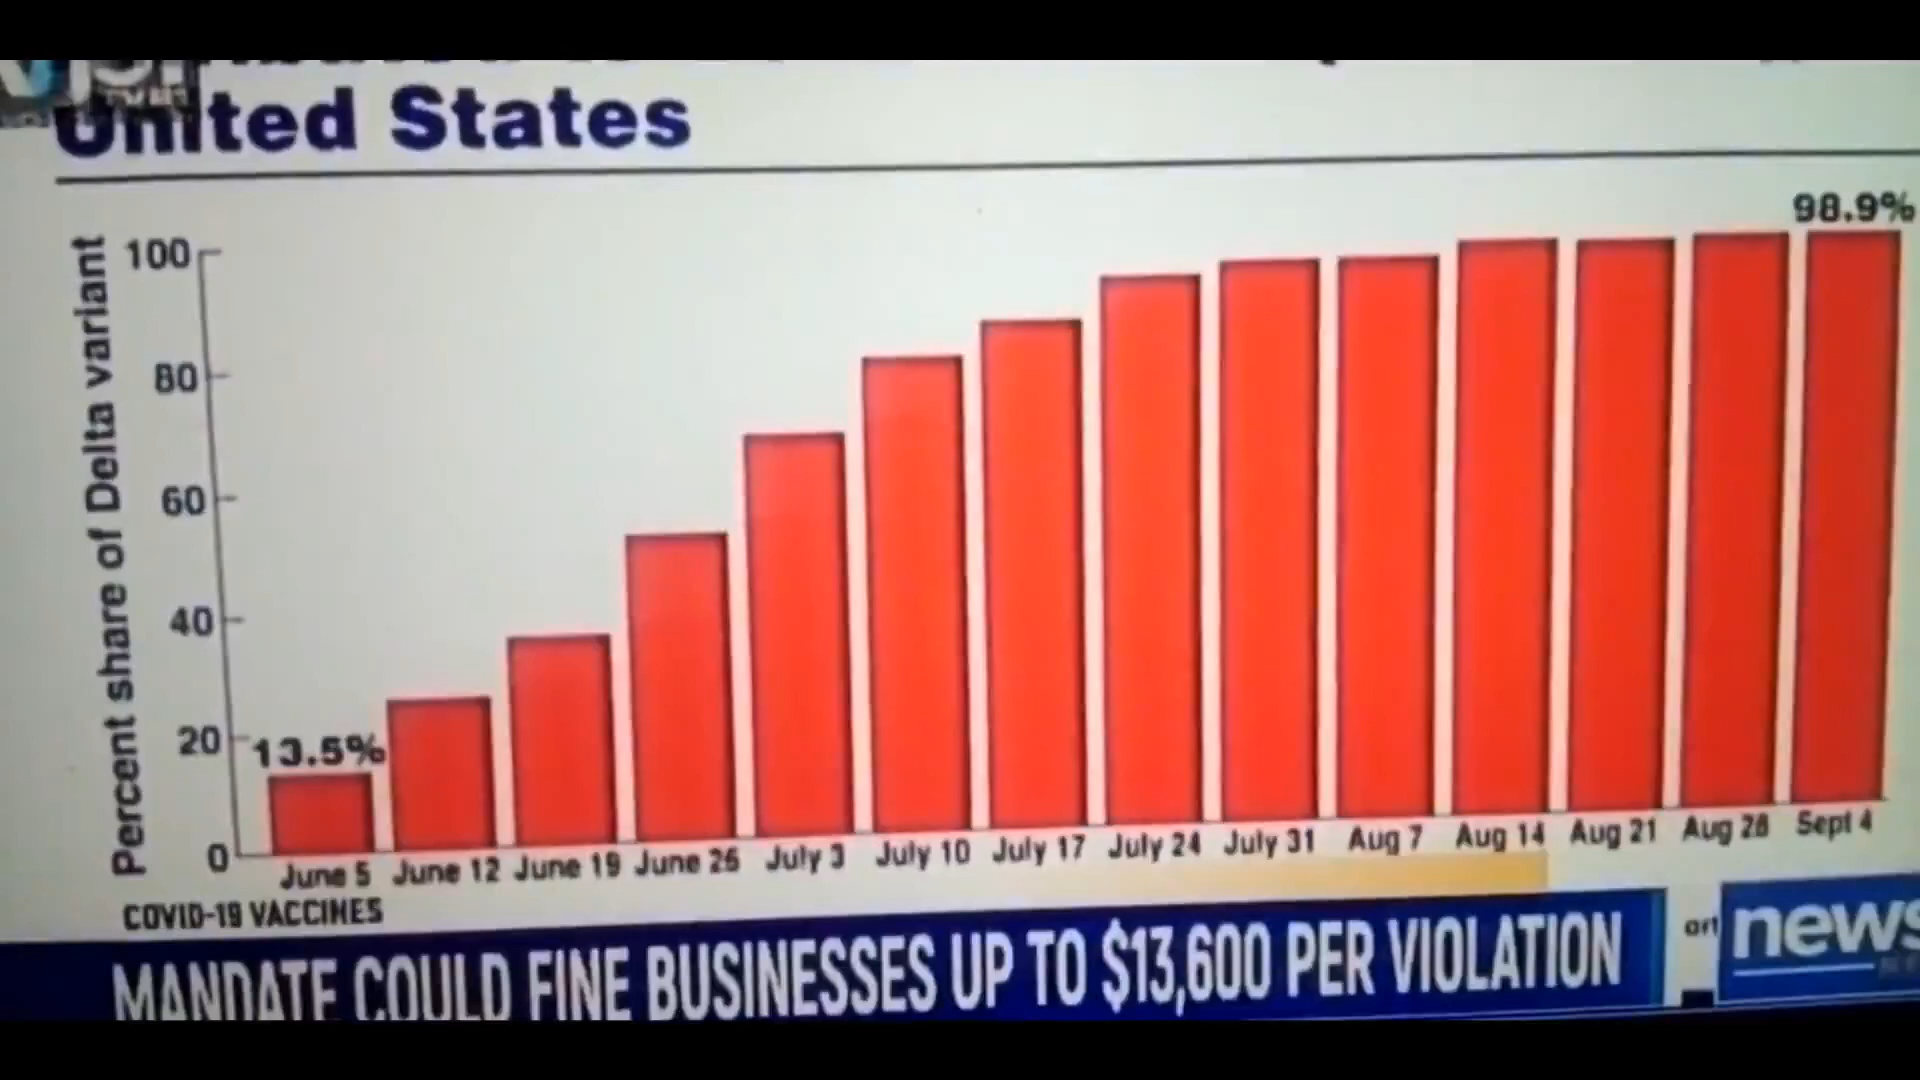 United States
98.9%
Percent share of Delta variant
100
80
60
40
20
0
13.5%
June 5 June 12 June 19 June 26 July 3 July 10 July 17 July 24 July 31 Aug 7 Aug 14 Aug 21 Aug 28 Sept 4
COVID-19 VACCINES
MANDATE COULD FINE BUSINESSES UP TO $13,600 PER VIOLATION
art
news